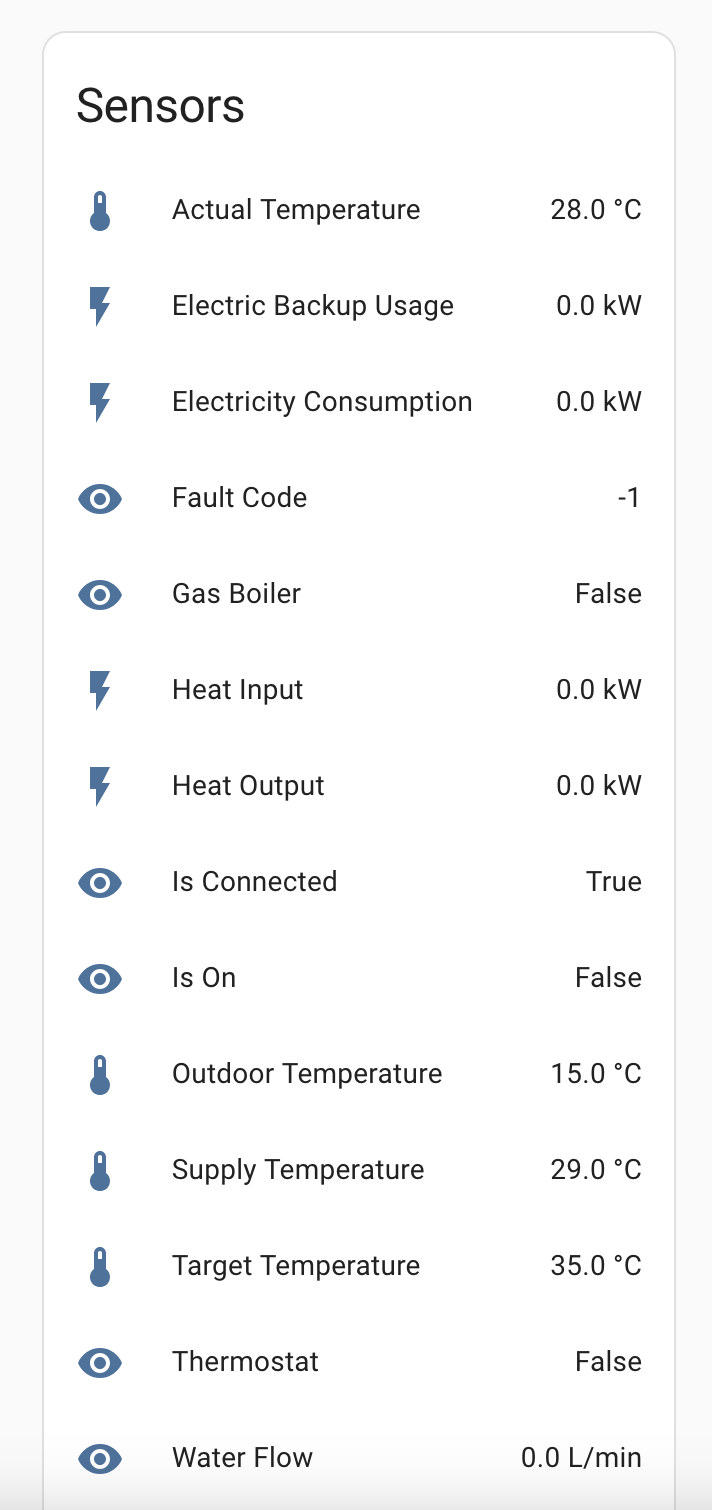 Sensors
Actual Temperature 28.0 °C
Electric Backup Usage 0.0 kW
Electricity Consumption 0.0 kW
Fault Code -1
Gas Boiler False
Heat Input 0.0 kW
Heat Output 0.0 kW
Is Connected True
Is On False
Outdoor Temperature 15.0 °C
Supply Temperature 29.0 °C
Target Temperature 35.0 °C
Thermostat False
Water Flow 0.0 L/min